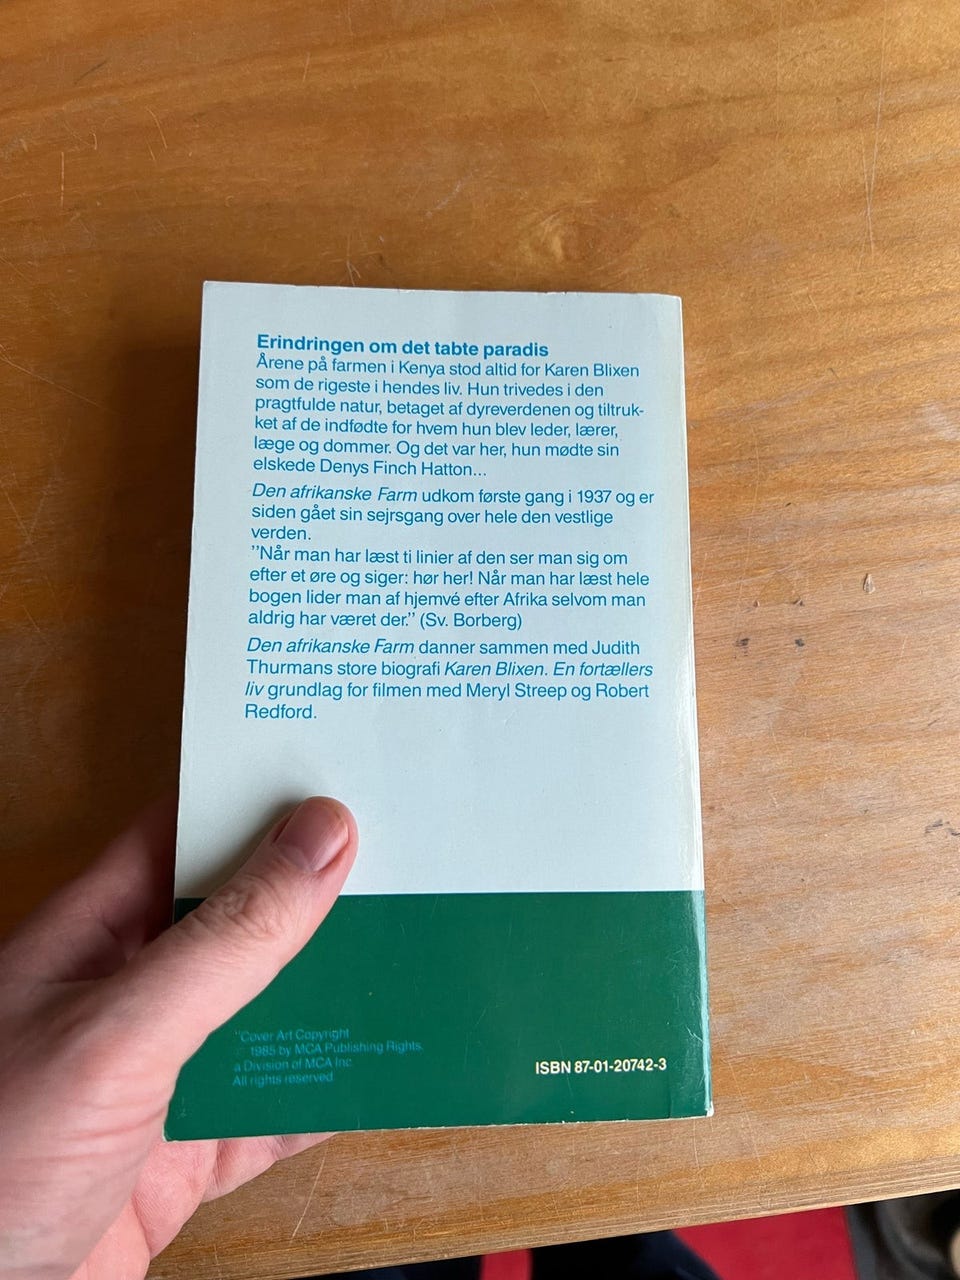 Erindringen om det tabte paradis
Årene på farmen i Kenya stod altid for Karen Blixen
som de rigeste i hendes liv. Hun trivedes i den
pragtfulde natur, betaget af dyreverdenen og tiltruk-
ket af de indfødte for hvem hun blev leder, lærer,
læge og dommer. Og det var her, hun mødte sin
elskede Denys Finch Hatton...
Den afrikanske Farm udkom første gang i 1937 og er
siden gået sin sejrsgang over hele den vestlige
verden.
"Når man har læst ti linier af den ser man sig om
efter et øre og siger: hør her! Når man har læst hele
bogen lider man af hjemvé efter Afrika selvom man
aldrig har været der." (Sv. Borberg)
Den afrikanske Farm danner sammen med Judith
Thurmans store biografi Karen Blixen. En fortællers
liv grundlag for filmen med Meryl Streep og Robert
Redford.
"Cover Art Copyright
© 1985 by MCA Publishing Rights,
a Division of MCA Inc.
All rights reserved
ISBN 87-01-20742-3